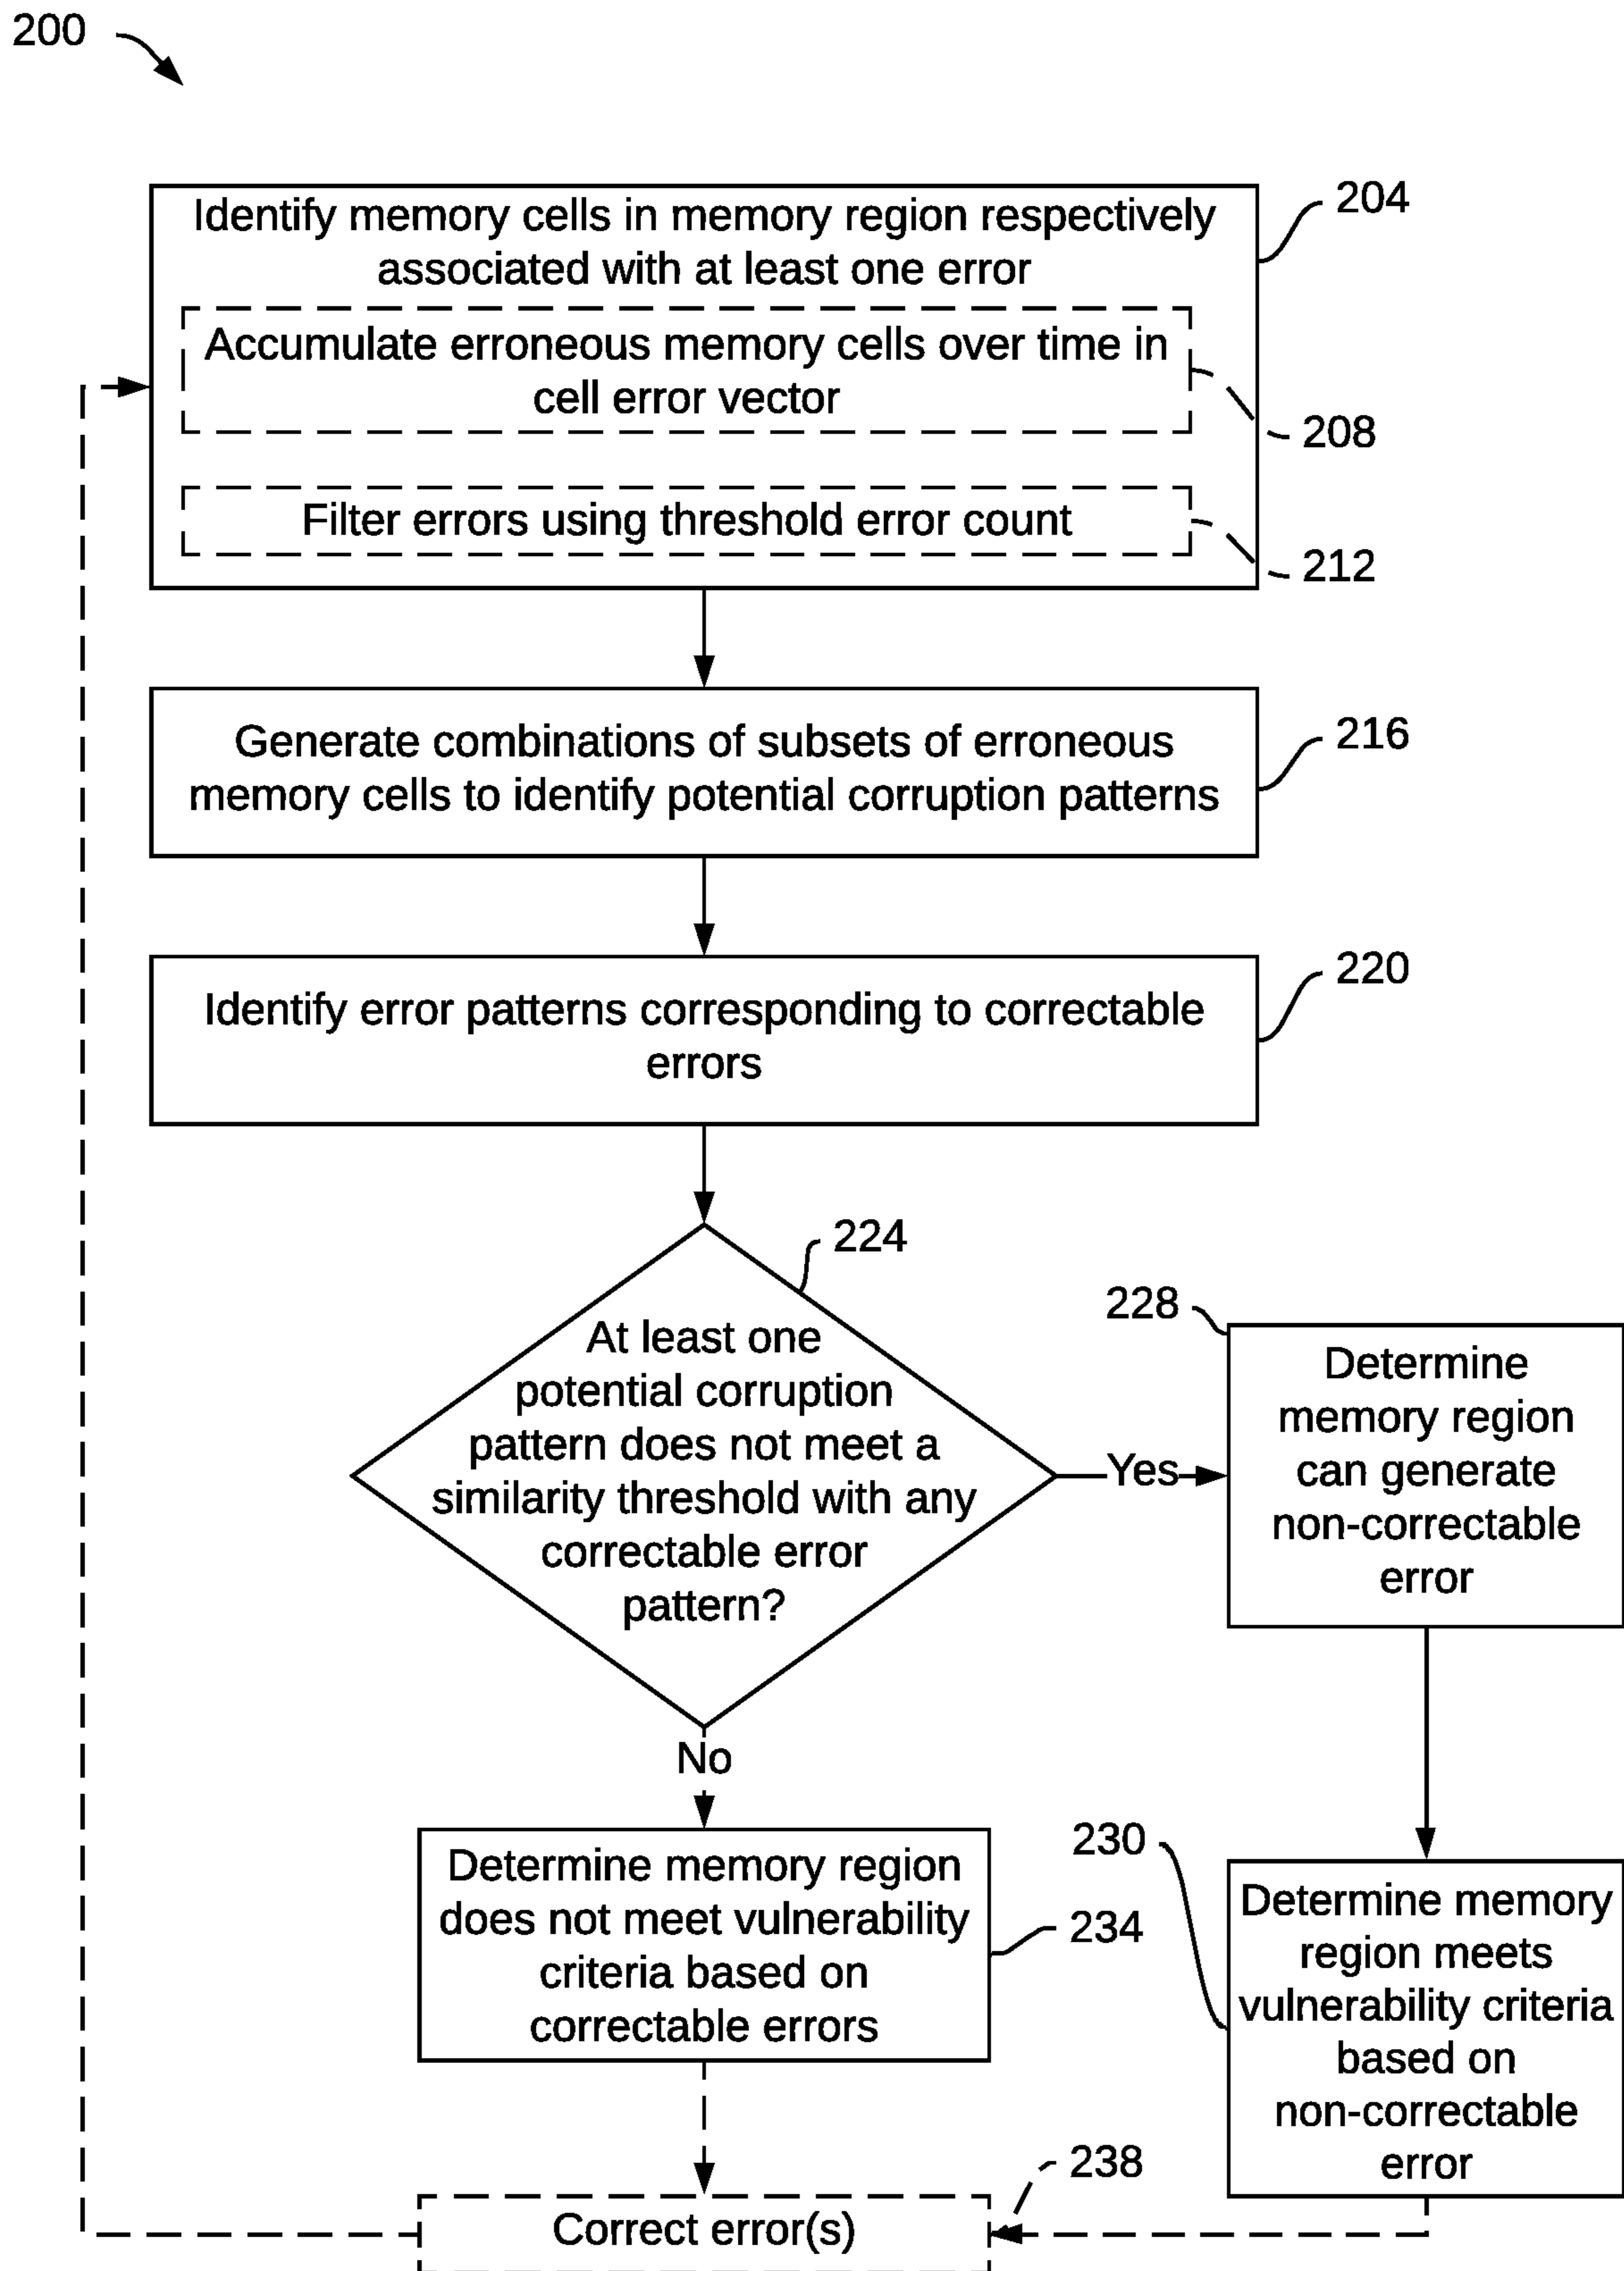 200
Identify memory cells in memory region respectively
associated with at least one error
204
Accumulate erroneous memory cells over time in
cell error vector
208
Filter errors using threshold error count
212
Generate combinations of subsets of erroneous
memory cells to identify potential corruption patterns
216
Identify error patterns corresponding to correctable
errors
220
224
At least one
potential corruption
pattern does not meet a
similarity threshold with any
correctable error
pattern?
Yes
228
Determine
memory region
can generate
non-correctable
error
No
Determine memory region
does not meet vulnerability
criteria based on
correctable errors
234
230
Determine memory
region meets
vulnerability criteria
based on
non-correctable
error
238
Correct error(s)